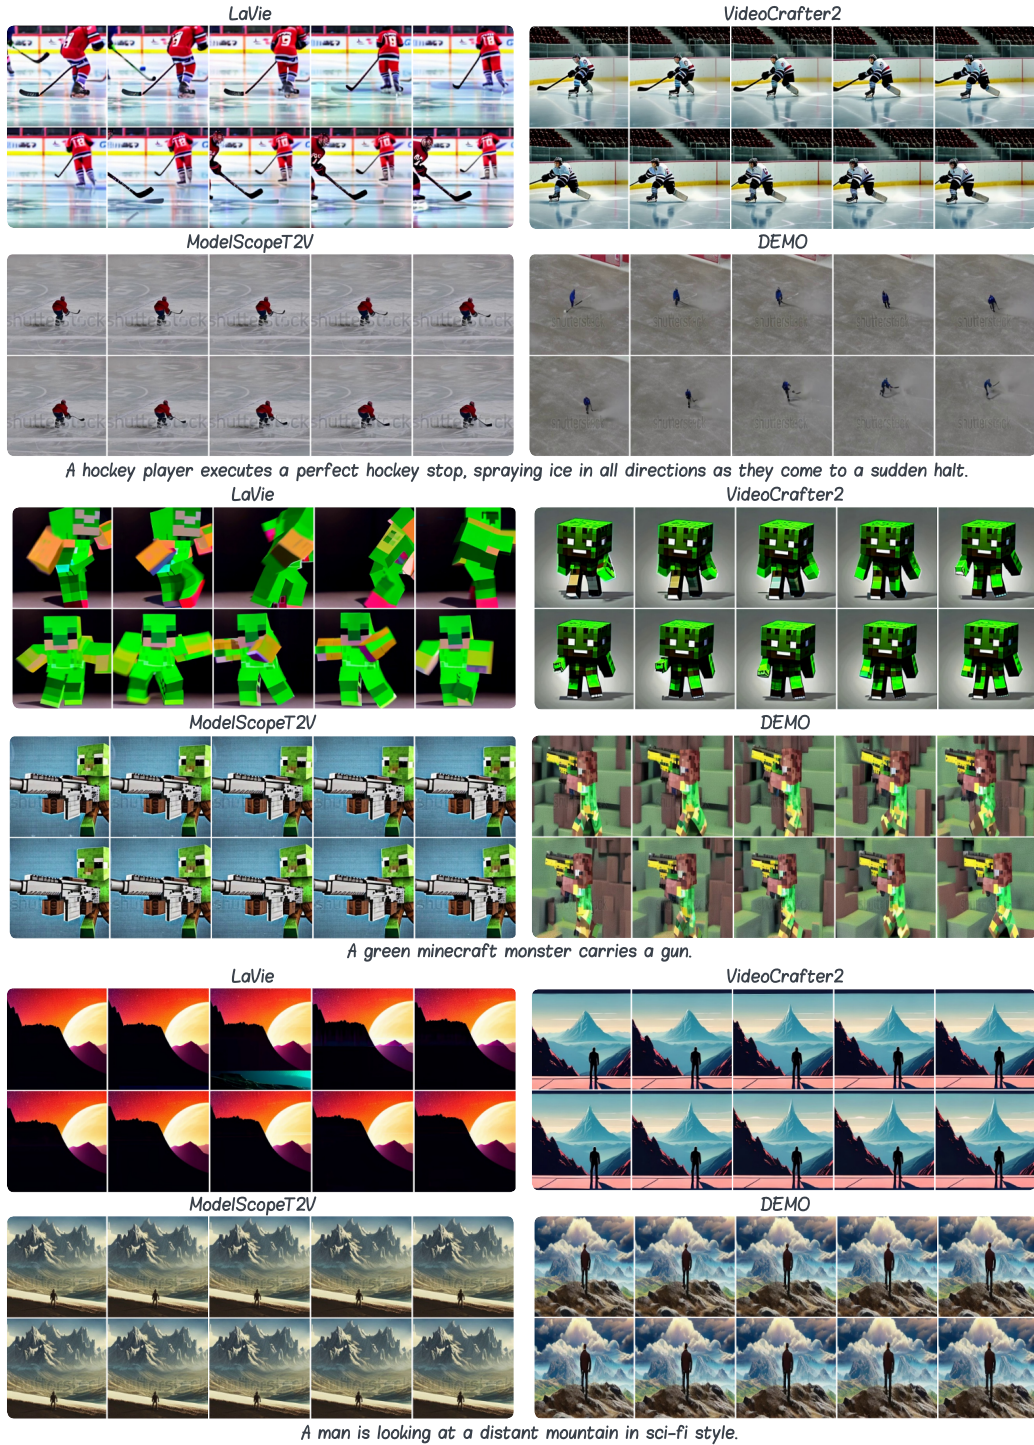 LaVie
VideoCrafter2
ModelScopeT2V
DEMO
shutterstock
A hockey player executes a perfect hockey stop, spraying ice in all directions as they come to a sudden halt.
LaVie
VideoCrafter2
ModelScopeT2V
DEMO
A green minecraft monster carries a gun.
LaVie
VideoCrafter2
ModelScopeT2V
DEMO
A man is looking at a distant mountain in sci-fi style.